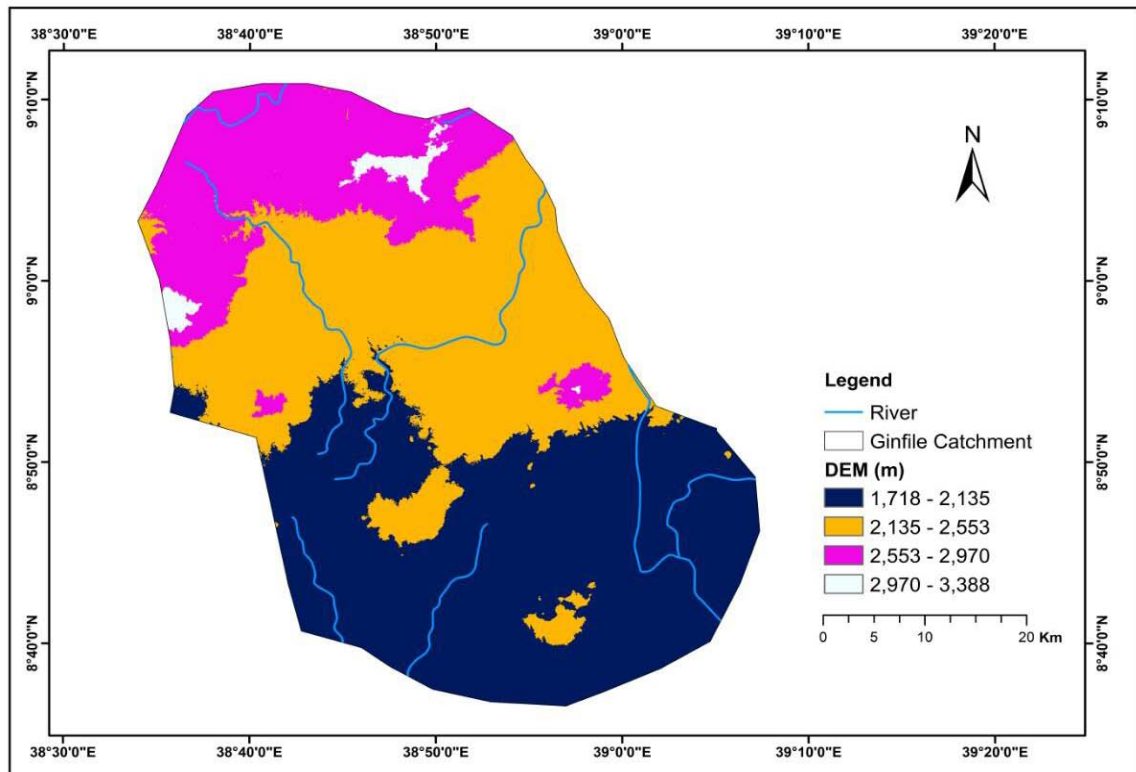 38°30'0"E 38°40'0"E 38°50'0"E 39°0'0"E 39°10'0"E 39°20'0"E
9°10'0"N
9°0'0"N
8°50'0"N
8°40'0"N
N
Legend
River
Ginfile Catchment
DEM (m)
1,718 - 2,135
2,135 - 2,553
2,553 - 2,970
2,970 - 3,388
0 5 10 20 Km
9°10'0"N
9°0'0"N
8°50'0"N
8°40'0"N
38°30'0"E 38°40'0"E 38°50'0"E 39°0'0"E 39°10'0"E 39°20'0"E